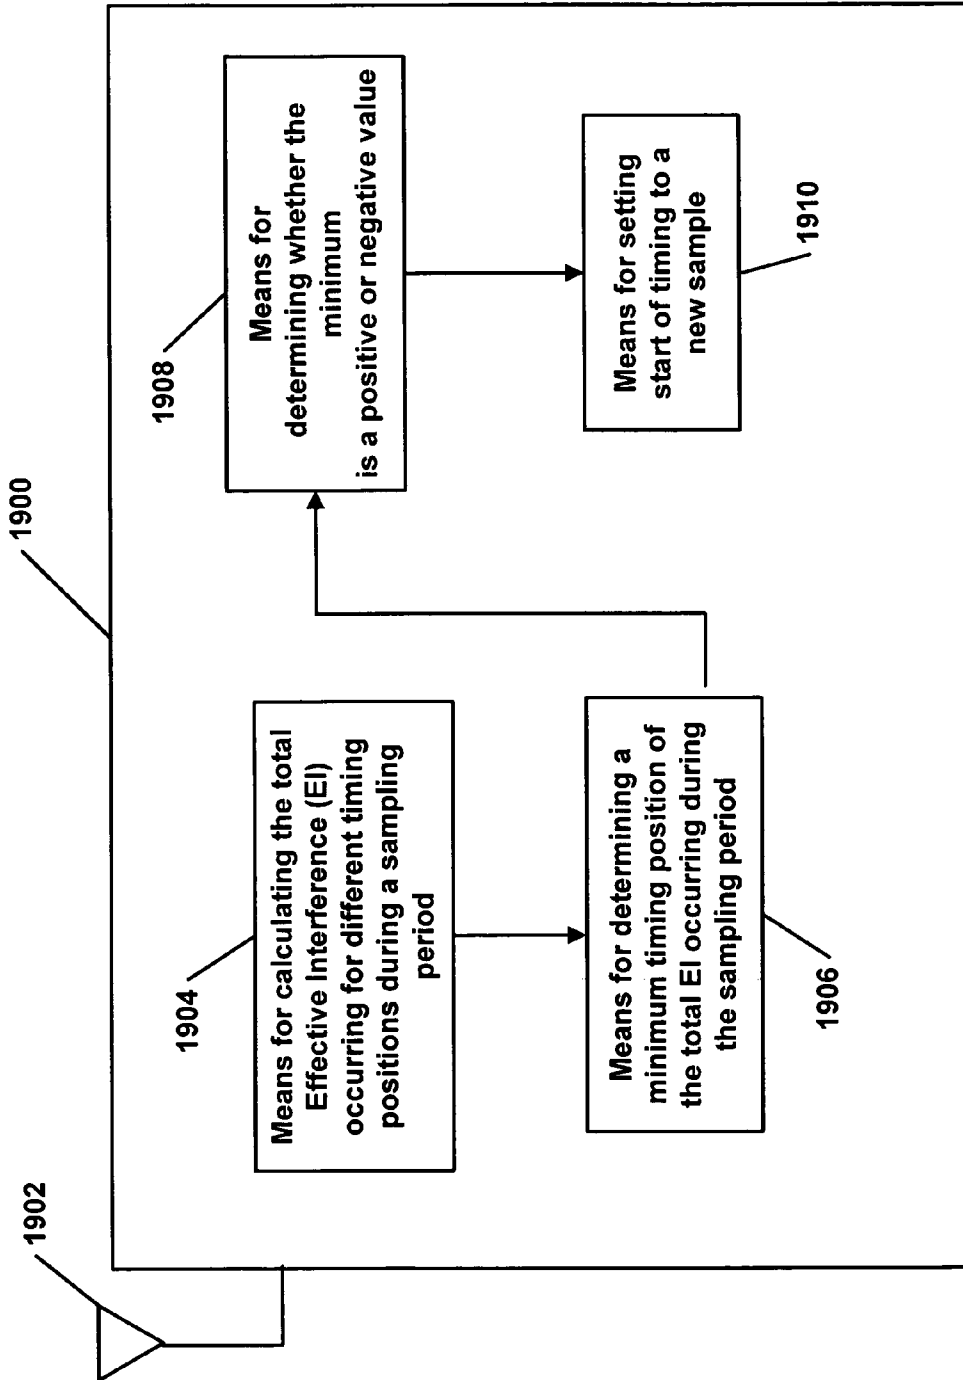 1900
1902
1904
Means for calculating the total
Effective Interference (EI)
occurring for different timing
positions during a sampling
period
Means for determining a
minimum timing position of
the total EI occurring during
the sampling period
1906
1908
Means for
determining whether the
minimum
is a positive or negative value
Means for setting
start of timing to a
new sample
1910